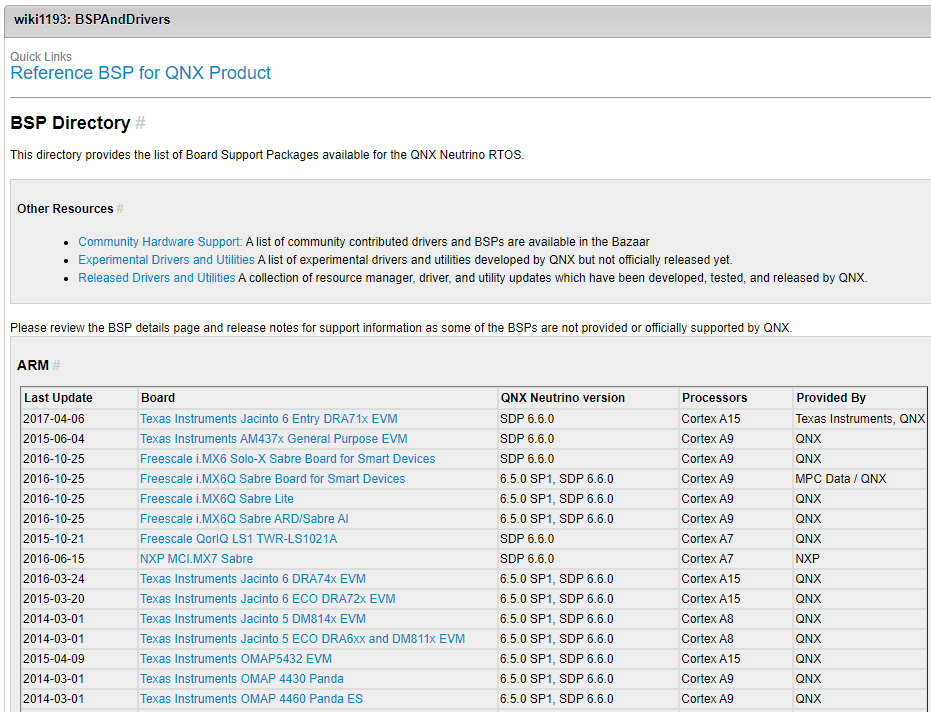 wiki1193: BSPAndDrivers
Quick Links
Reference BSP for QNX Product
BSP Directory #
This directory provides the list of Board Support Packages available for the QNX Neutrino RTOS.
Other Resources #
• Community Hardware Support: A list of community contributed drivers and BSPs are available in the Bazaar
• Experimental Drivers and Utilities A list of experimental drivers and utilities developed by QNX but not officially released yet.
• Released Drivers and Utilities A collection of resource manager, driver, and utility updates which have been developed, tested, and released by QNX.
Please review the BSP details page and release notes for support information as some of the BSPs are not provided or officially supported by QNX.
ARM #
Last Update Board QNX Neutrino version Processors Provided By
2017-04-06 Texas Instruments Jacinto 6 Entry DRA71x EVM SDP 6.6.0 Cortex A15 Texas Instruments, QNX
2015-06-04 Texas Instruments AM437x General Purpose EVM SDP 6.6.0 Cortex A9 QNX
2016-10-25 Freescale i.MX6 Solo-X Sabre Board for Smart Devices SDP 6.6.0 Cortex A9 QNX
2016-10-25 Freescale i.MX6Q Sabre Board for Smart Devices 6.5.0 SP1, SDP 6.6.0 Cortex A9 MPC Data / QNX
2016-10-25 Freescale i.MX6Q Sabre Lite 6.5.0 SP1, SDP 6.6.0 Cortex A9 QNX
2016-10-25 Freescale i.MX6Q Sabre ARD/Sabre AI 6.5.0 SP1, SDP 6.6.0 Cortex A9 QNX
2015-10-21 Freescale QorIQ LS1 TWR-LS1021A SDP 6.6.0 Cortex A7 QNX
2016-06-15 NXP MCI.MX7 Sabre SDP 6.6.0 Cortex A7 NXP
2016-03-24 Texas Instruments Jacinto 6 DRA74x EVM 6.5.0 SP1, SDP 6.6.0 Cortex A15 QNX
2015-03-20 Texas Instruments Jacinto 6 ECO DRA72x EVM 6.5.0 SP1, SDP 6.6.0 Cortex A15 QNX
2014-03-01 Texas Instruments Jacinto 5 DM814x EVM 6.5.0 SP1, SDP 6.6.0 Cortex A8 QNX
2014-03-01 Texas Instruments Jacinto 5 ECO DRA6xx and DM811x EVM 6.5.0 SP1, SDP 6.6.0 Cortex A8 QNX
2015-04-09 Texas Instruments OMAP5432 EVM 6.5.0 SP1, SDP 6.6.0 Cortex A15 QNX
2014-03-01 Texas Instruments OMAP 4430 Panda 6.5.0 SP1, SDP 6.6.0 Cortex A9 QNX
2014-03-01 Texas Instruments OMAP 4460 Panda ES 6.5.0 SP1, SDP 6.6.0 Cortex A9 QNX